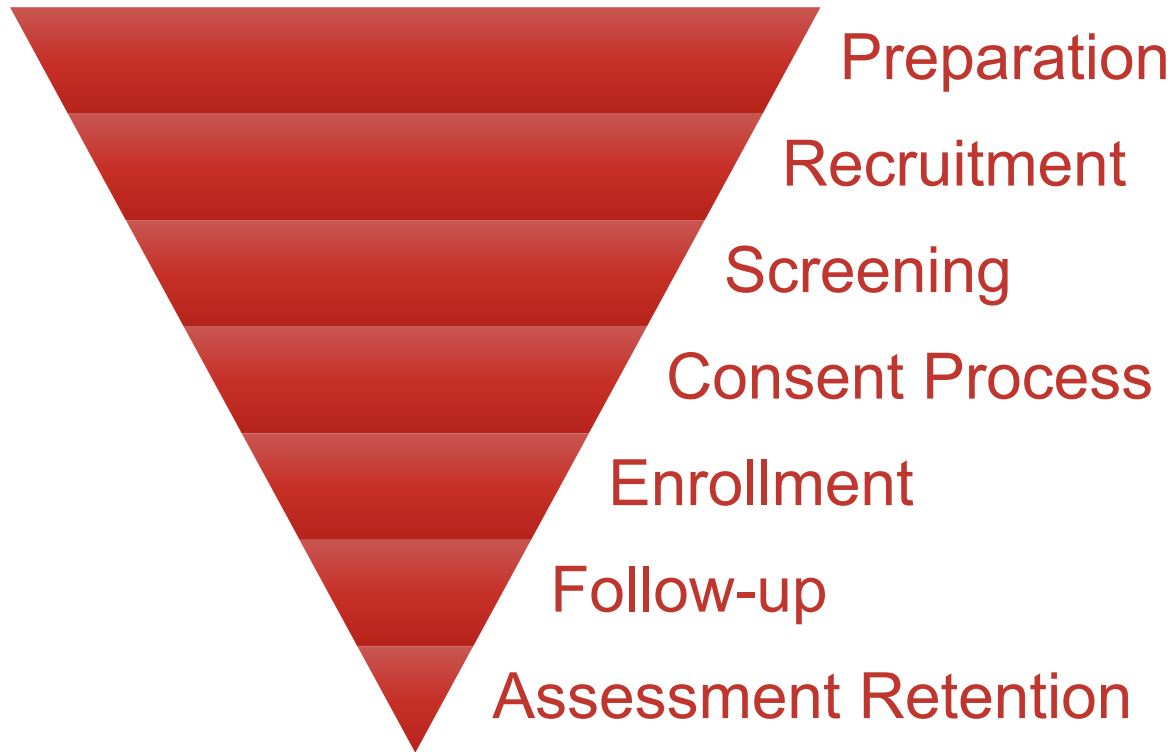 Preparation
Recruitment
Screening
Consent Process
Enrollment
Follow-up
Assessment Retention